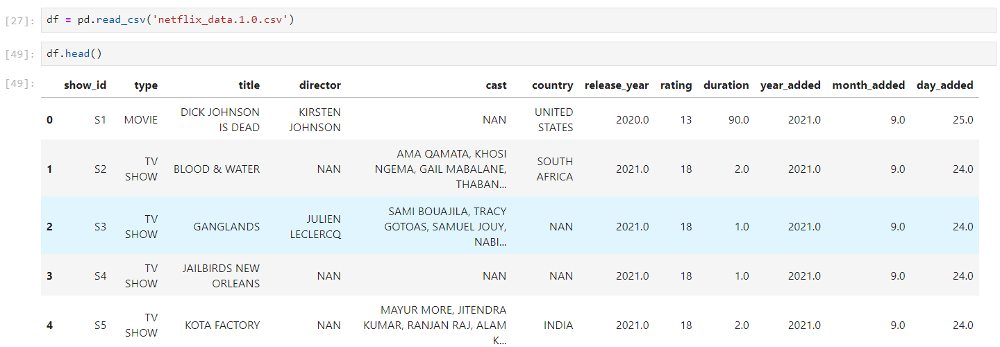 [27]: df = pd.read_csv('netflix_data.1.0.csv')
[49]: df.head()
[49]:
show_id type title director cast country release_year rating duration year_added month_added day_added
0 S1 MOVIE DICK JOHNSON IS DEAD KIRSTEN JOHNSON NAN UNITED STATES 2020.0 13 90.0 2021.0 9.0 25.0
1 S2 TV SHOW BLOOD & WATER NAN AMA QAMATA, KHOSI NGEMA, GAIL MABALANE, THABAN... SOUTH AFRICA 2021.0 18 2.0 2021.0 9.0 24.0
2 S3 TV SHOW GANGLANDS JULIEN LECLERCQ SAMI BOUAJILA, TRACY GOTOAS, SAMUEL JOUY, NABI... NAN 2021.0 18 1.0 2021.0 9.0 24.0
3 S4 TV SHOW JAILBIRDS NEW ORLEANS NAN NAN NAN 2021.0 18 1.0 2021.0 9.0 24.0
4 S5 TV SHOW KOTA FACTORY NAN MAYUR MORE, JITENDRA KUMAR, RANJAN RAJ, ALAM K... INDIA 2021.0 18 2.0 2021.0 9.0 24.0